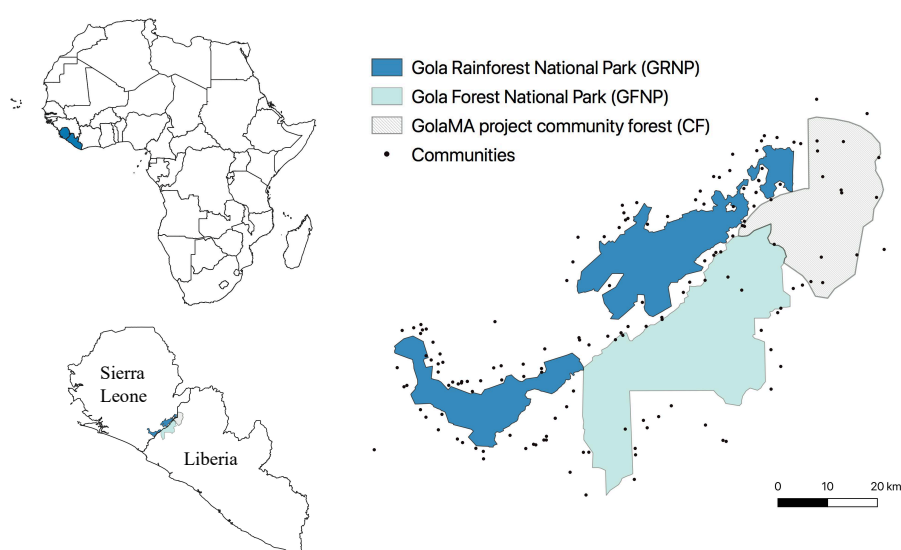 Gola Rainforest National Park (GRNP)
Gola Forest National Park (GFNP)
GolaMA project community forest (CF)
Communities
Sierra
Leone
Liberia
0 10 20 km